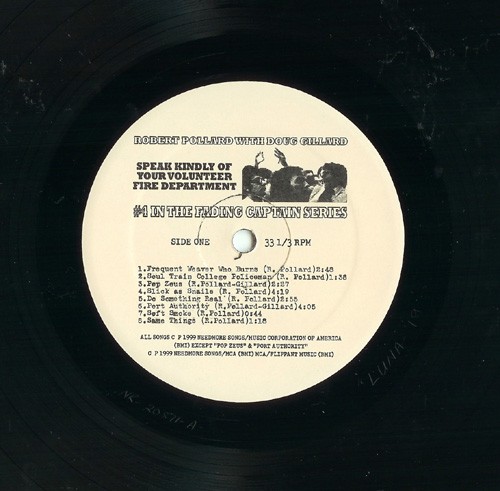 ROBERT POLLARD WITH DOUG GILLARD
SPEAK KINDLY OF
YOUR VOLUNTEER
FIRE DEPARTMENT
#4 IN THE FADING CAPTAIN SERIES
SIDE ONE 33 1/3 RPM
1.Frequent Weaver Who Burns (R. Pollard)2:48
2.Soul Train College Policeman (R. Pollard)1:38
3.Pop Zeus (R.Pollard-Gillard)2:27
4.Slick as Snails (R.Pollard)4:19
5.Do Something Real (R. Pollard)2:55
6.Port Authority (R.Pollard-Gillard)4:05
7.Soft Smoke (R.Pollard)0:44
8.Same Things (R.Pollard)1:18
ALL SONGS C P 1999 NEEDMORE SONGS/MUSIC CORPORATION OF AMERICA
(BMI) EXCEPT "POP ZEUS" & "PORT AUTHORITY"
C P 1999 NEEDMORE SONGS/MCA (BMI) MCA/FLIPPANT MUSIC (BMI)